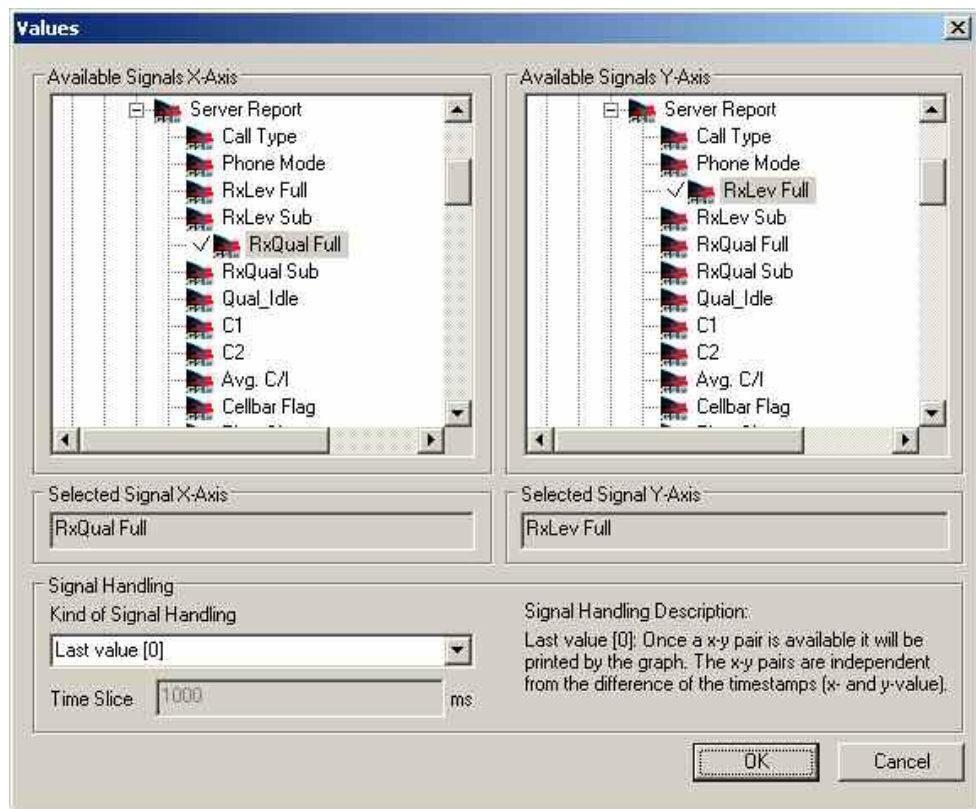 Values
Available Signals X-Axis
Server Report
Call Type
Phone Mode
RxLev Full
RxLev Sub
RxQual Full
RxQual Sub
Qual_Idle
C1
C2
Avg. C/I
Cellbar Flag
Available Signals Y-Axis
Server Report
Call Type
Phone Mode
RxLev Full
RxLev Sub
RxQual Full
RxQual Sub
Qual_Idle
C1
C2
Avg. C/I
Cellbar Flag
Selected Signal X-Axis
RxQual Full
Selected Signal Y-Axis
RxLev Full
Signal Handling
Kind of Signal Handling
Last value [0]
Time Slice 1000 ms
Signal Handling Description:
Last value [0]: Once a x-y pair is available it will be
printed by the graph. The x-y pairs are independent
from the difference of the timestamps (x- and y-value).
OK
Cancel